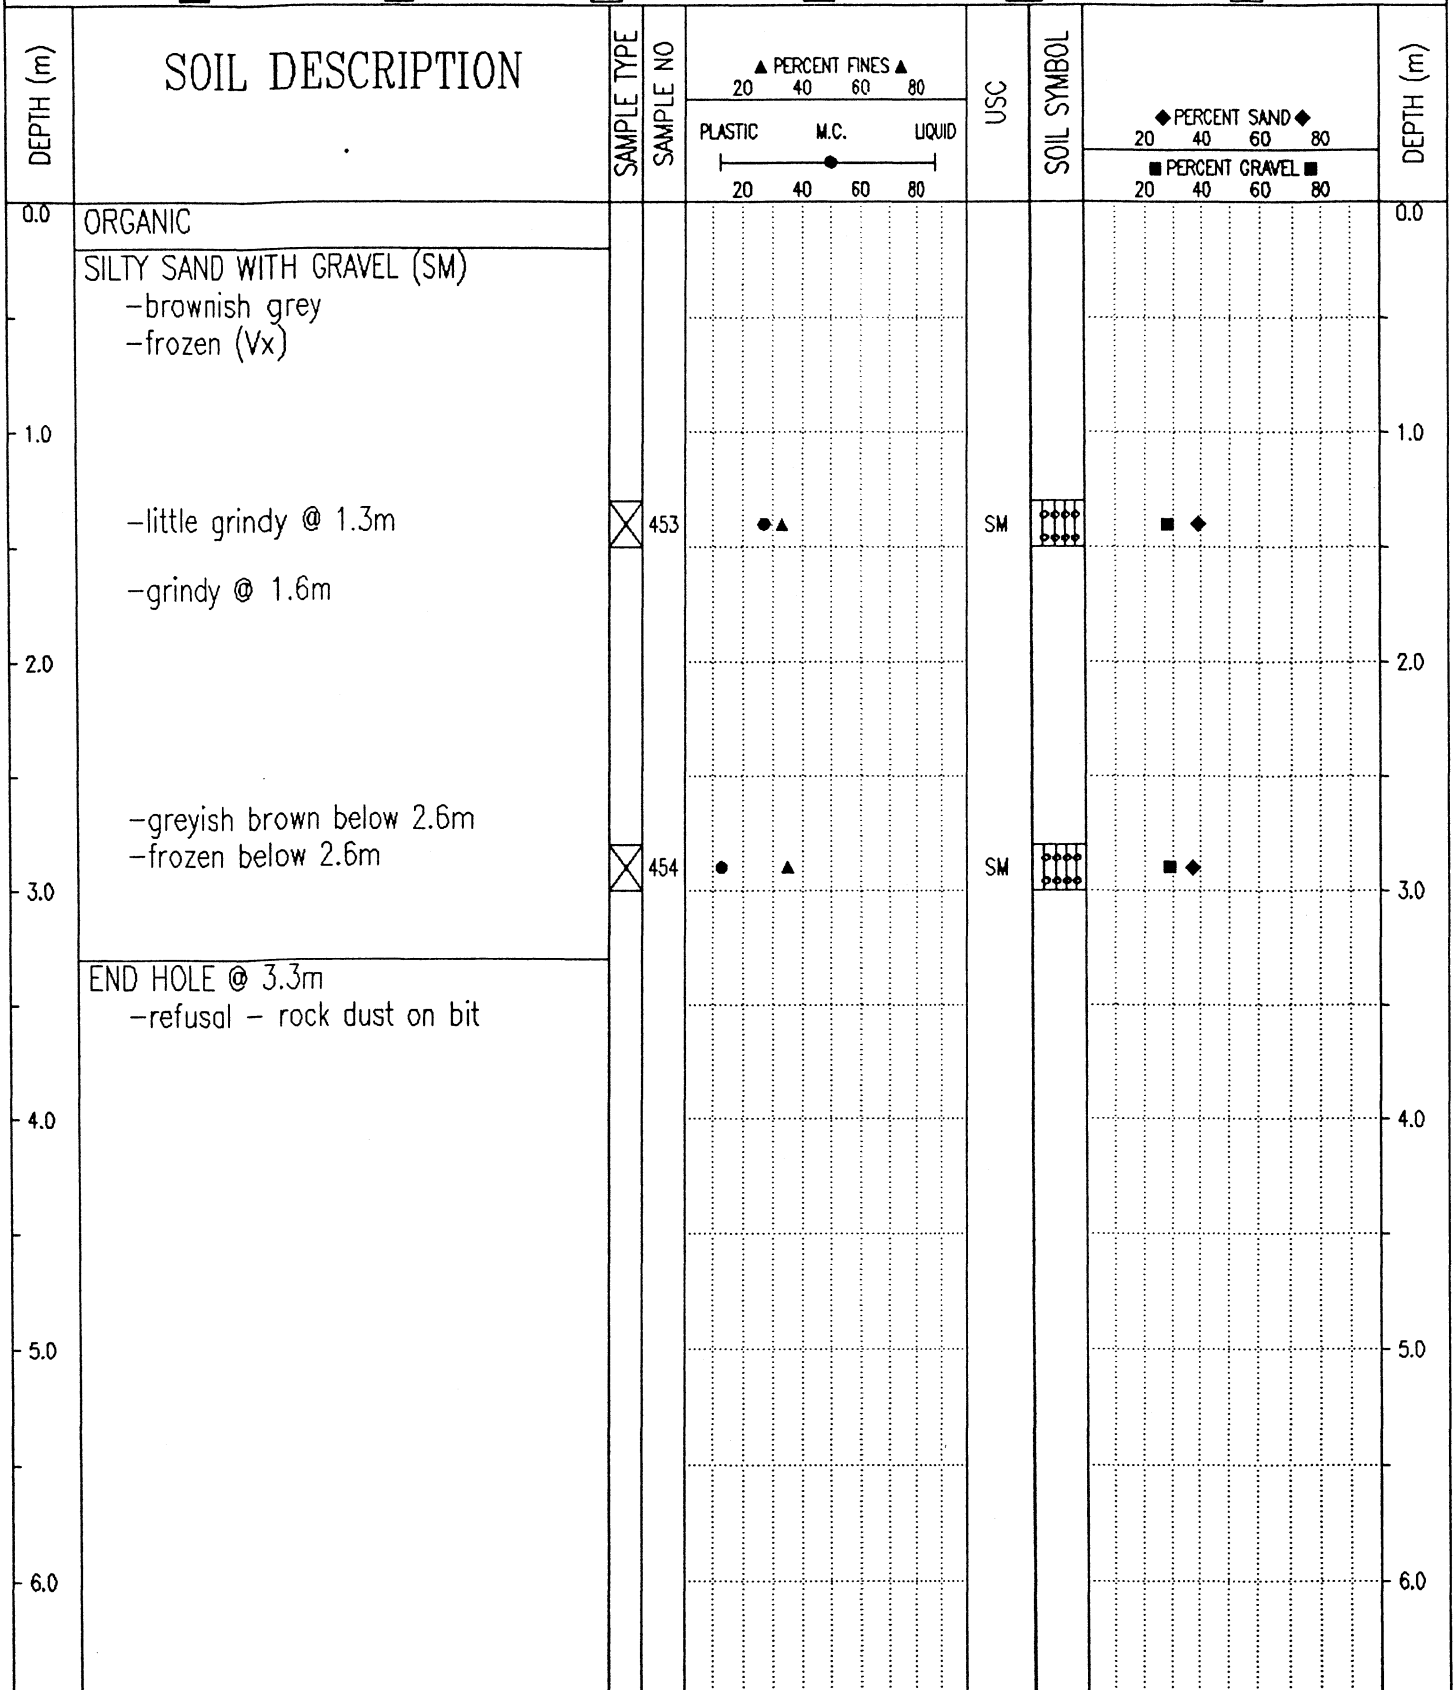 DEPTH (m)
SOIL DESCRIPTION
SAMPLE TYPE
SAMPLE NO
▲ PERCENT FINES ▲
20 40 60 80
PLASTIC M.C. LIQUID
20 40 60 80
USC
SOIL SYMBOL
◆ PERCENT SAND ◆
20 40 60 80
■ PERCENT GRAVEL ■
20 40 60 80
DEPTH (m)
0.0 ORGANIC 0.0
SILTY SAND WITH GRAVEL (SM)
-brownish grey
-frozen (Vx)
1.0 1.0
-little grindy @ 1.3m 453 SM
-grindy @ 1.6m
2.0 2.0
-greyish brown below 2.6m
-frozen below 2.6m 454 SM
3.0 3.0
END HOLE @ 3.3m
-refusal - rock dust on bit
4.0 4.0
5.0 5.0
6.0 6.0